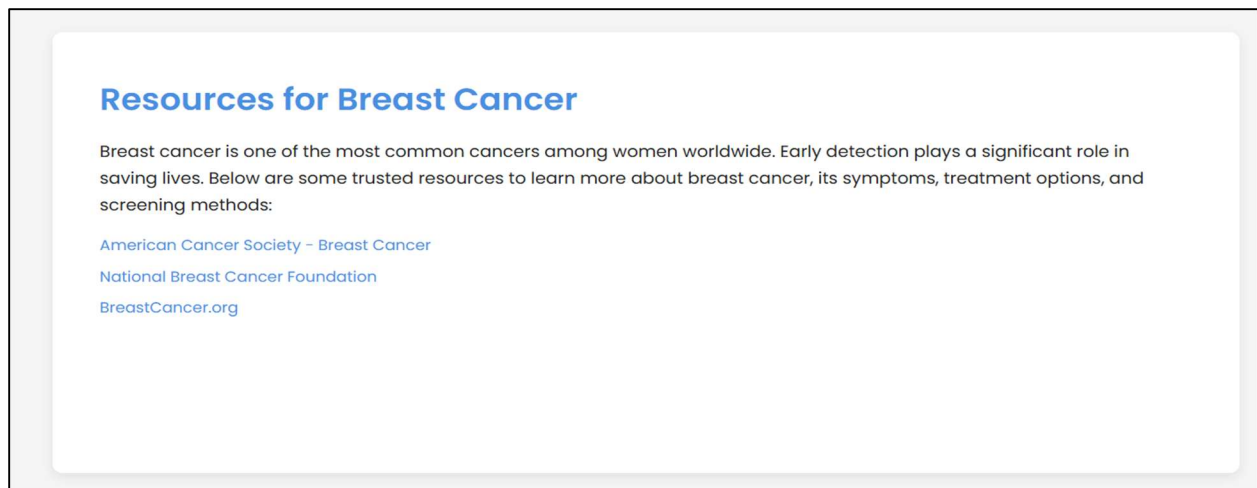 Resources for Breast Cancer
Breast cancer is one of the most common cancers among women worldwide. Early detection plays a significant role in
saving lives. Below are some trusted resources to learn more about breast cancer, its symptoms, treatment options, and
screening methods:
American Cancer Society - Breast Cancer
National Breast Cancer Foundation
BreastCancer.org